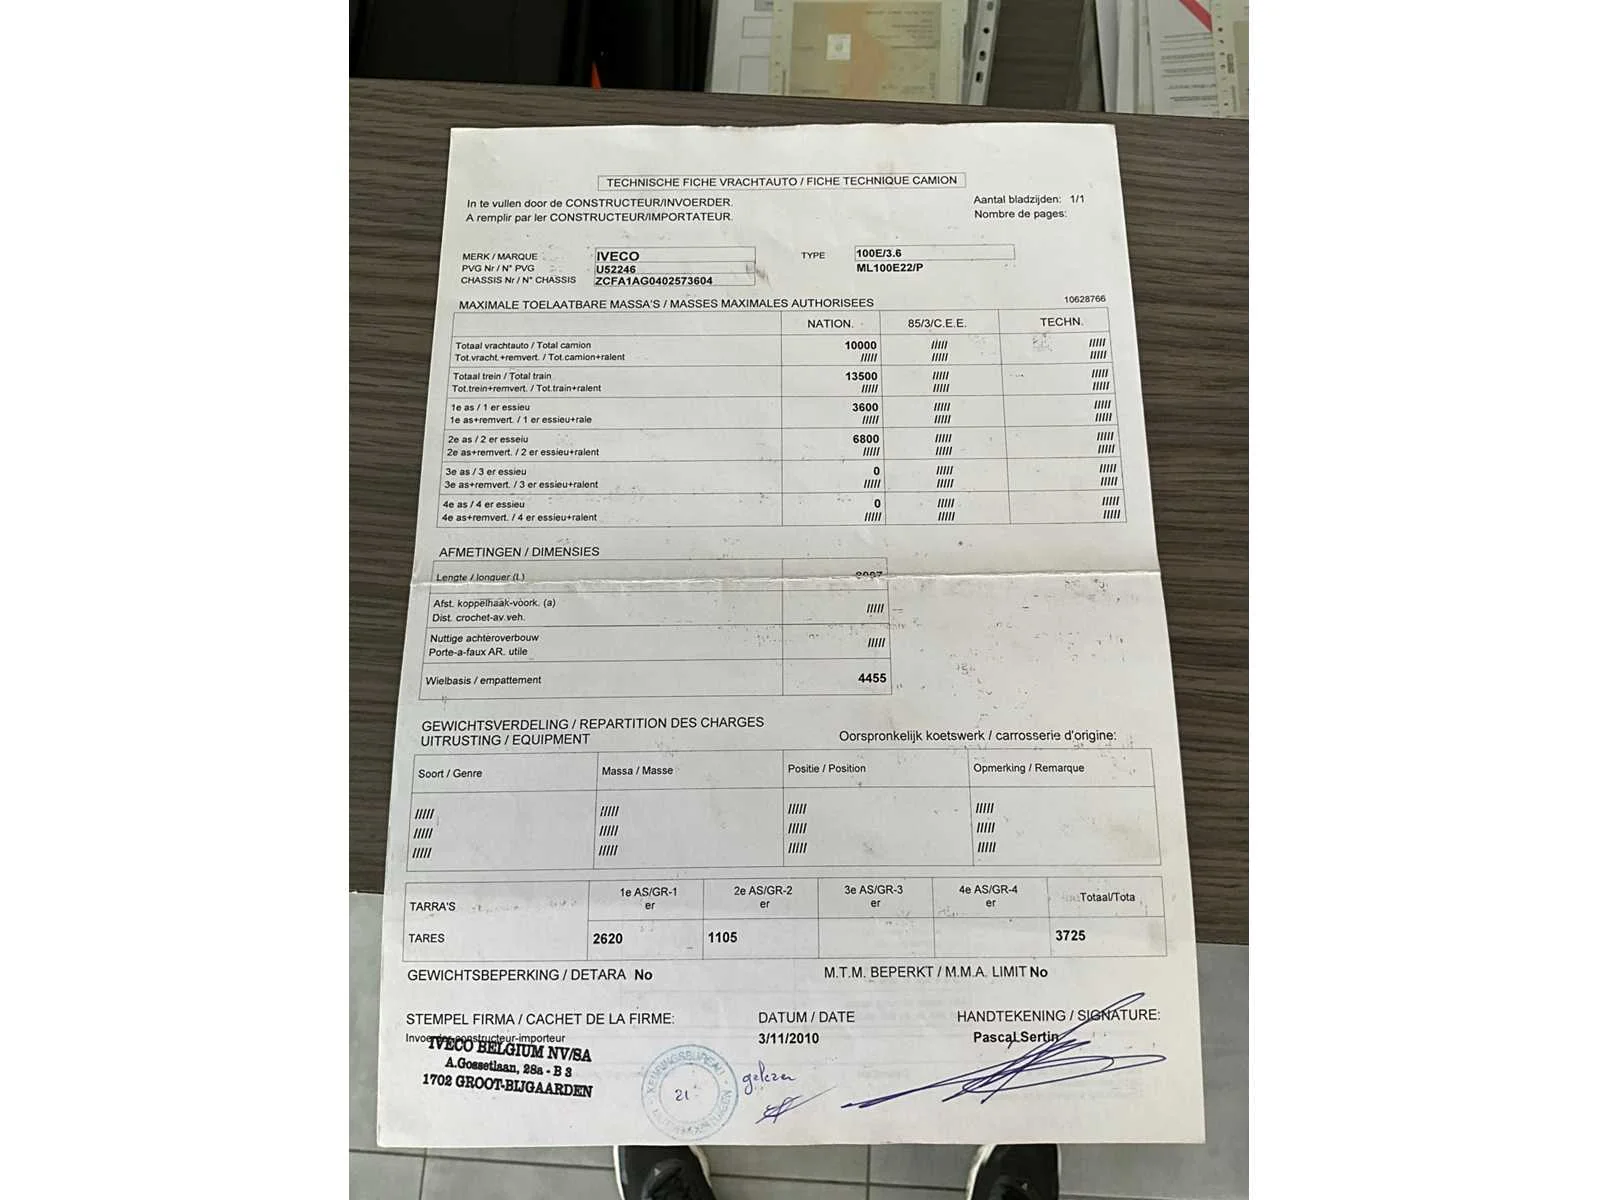 TECHNISCHE FICHE VRACHTAUTO / FICHE TECHNIQUE CAMION
In te vullen door de CONSTRUCTEUR/INVOERDER.
A remplir par ler CONSTRUCTEUR/IMPORTATEUR.
Aantal bladzijden: 1/1
Nombre de pages:
MERK / MARQUE IVECO TYPE 100E/3.6
PVG Nr / N° PVG U52246 ML100E22/P
CHASSIS Nr / N° CHASSIS ZCFA1AG0402573604
MAXIMALE TOELAATBARE MASSA'S / MASSES MAXIMALES AUTHORISEES 10628766
NATION. 85/3/C.E.E. TECHN.
Totaal vrachtauto / Total camion 10000 ///// /////
Tot.vracht.+remvert. / Tot.camion+ralent ///// ///// /////
Totaal trein / Total train 13500 ///// /////
Tot.trein+remvert. / Tot.train+ralent ///// ///// /////
1e as / 1 er essieu 3600 ///// /////
1e as+remvert. / 1 er essieu+rale ///// ///// /////
2e as / 2 er esseiu 6800 ///// /////
2e as+remvert. / 2 er essieu+ralent ///// ///// /////
3e as / 3 er essieu 0 ///// /////
3e as+remvert. / 3 er essieu+ralent ///// ///// /////
4e as / 4 er essieu 0 ///// /////
4e as+remvert. / 4 er essieu+ralent ///// ///// /////
AFMETINGEN / DIMENSIES
Lengte / longuer (L)
Afst. koppelhaak-voork. (a) /////
Dist. crochet-av.veh.
Nuttige achteroverbouw /////
Porte-a-faux AR. utile
Wielbasis / empattement 4455
GEWICHTSVERDELING / REPARTITION DES CHARGES
UITRUSTING / EQUIPMENT Oorspronkelijk koetswerk / carrosserie d'origine:
Soort / Genre Massa / Masse Positie / Position Opmerking / Remarque
///// ///// ///// /////
///// ///// ///// /////
///// ///// ///// /////
TARRA'S 1e AS/GR-1 er 2e AS/GR-2 er 3e AS/GR-3 er 4e AS/GR-4 er Totaal/Tota
TARES 2620 1105 3725
GEWICHTSBEPERKING / DETARA No M.T.M. BEPERKT / M.M.A. LIMIT No
STEMPEL FIRMA / CACHET DE LA FIRME: DATUM / DATE HANDTEKENING / SIGNATURE:
Invoerder-constructeur-importeur 3/11/2010 Pascal Sertin
IVECO BELGIUM NV/SA
A.Gossetlaan, 28a - B 3
1702 GROOT-BIJGAARDEN
KEURINGSBUREAU
21
gelezen